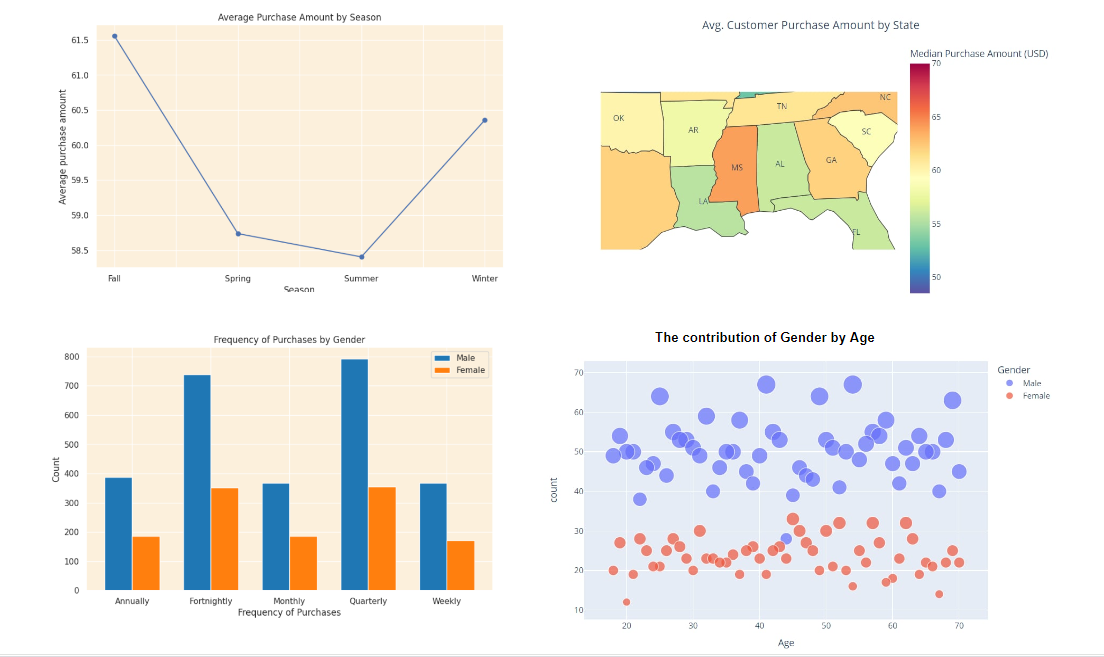 Average Purchase Amount by Season
Average purchase amount
61.5
61.0
60.5
60.0
59.5
59.0
58.5
Fall Spring Summer Winter
Season
Avg. Customer Purchase Amount by State
Median Purchase Amount (USD)
70
65
60
55
50
NC
TN
OK
AR
SC
MS
AL
GA
LA
FL
Frequency of Purchases by Gender
Male
Female
Count
800
700
600
500
400
300
200
100
0
Annually Fortnightly Monthly Quarterly Weekly
Frequency of Purchases
The contribution of Gender by Age
Gender
Male
Female
count
70
60
50
40
30
20
10
20 30 40 50 60 70
Age